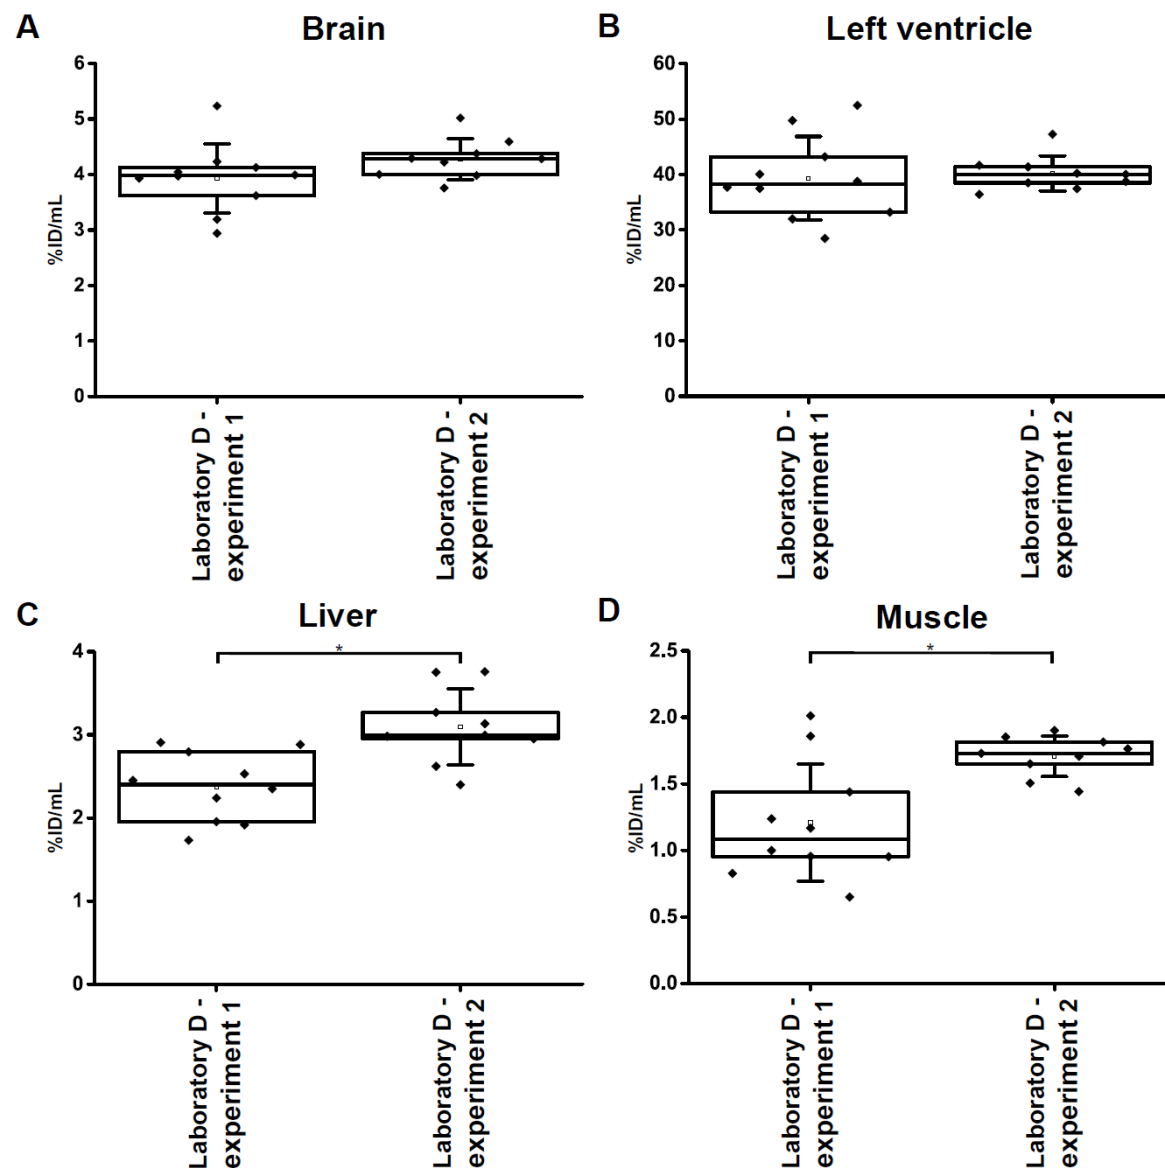 A
Brain
6
5
4
3
2
1
0
%ID/mL
Laboratory D -
experiment 1
Laboratory D -
experiment 2
B
Left ventricle
60
50
40
30
20
10
0
%ID/mL
Laboratory D -
experiment 1
Laboratory D -
experiment 2
C
Liver
*
4
3
2
1
0
%ID/mL
Laboratory D -
experiment 1
Laboratory D -
experiment 2
D
Muscle
*
2.5
2.0
1.5
1.0
0.5
0.0
%ID/mL
Laboratory D -
experiment 1
Laboratory D -
experiment 2